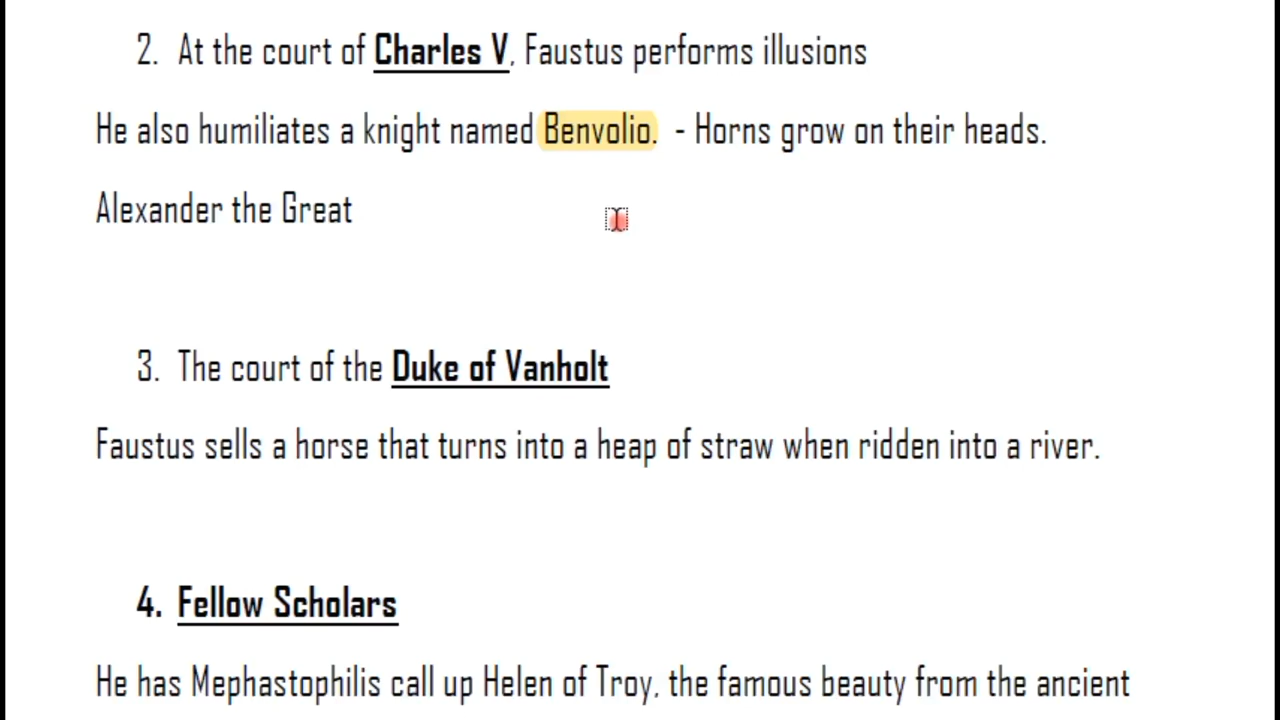 2. At the court of Charles V, Faustus performs illusions
He also humiliates a knight named Benvolio. - Horns grow on their heads.
Alexander the Great
3. The court of the Duke of Vanholt
Faustus sells a horse that turns into a heap of straw when ridden into a river.
4. Fellow Scholars
He has Mephastophilis call up Helen of Troy, the famous beauty from the ancient